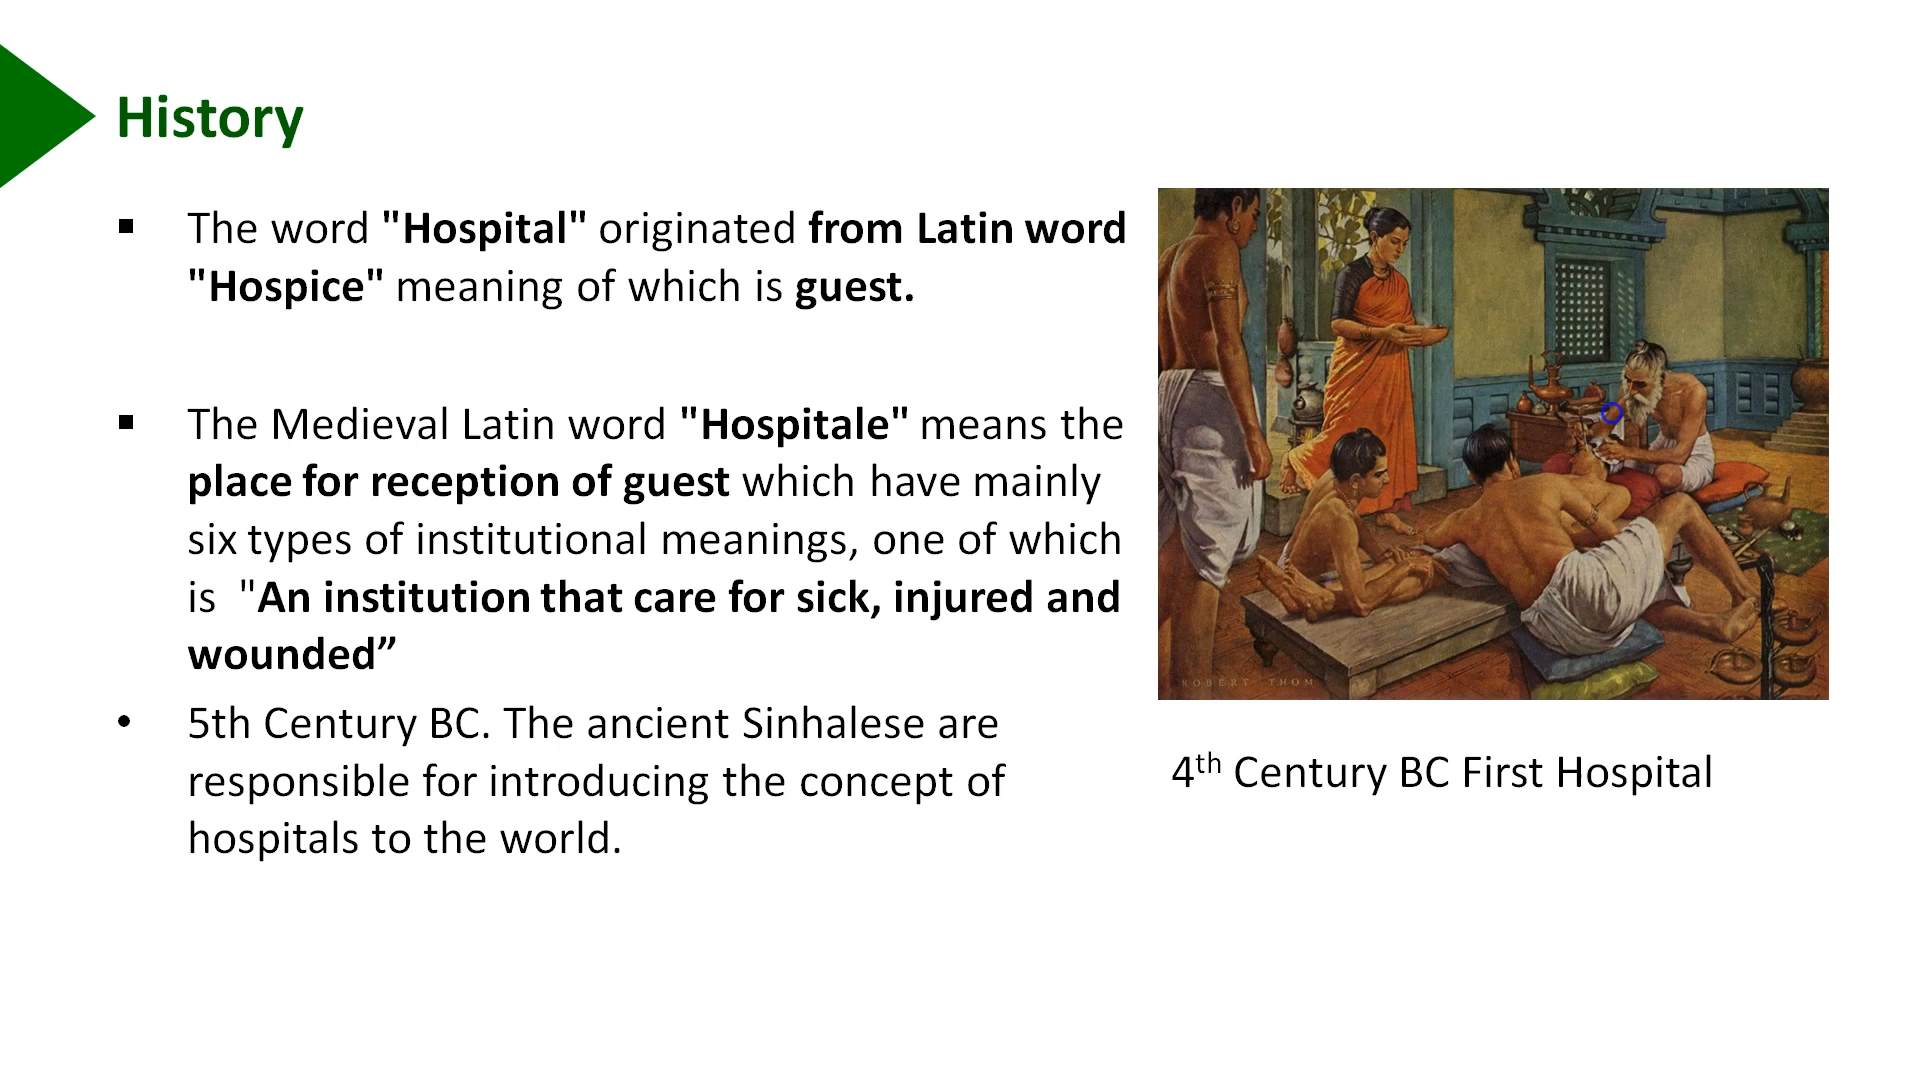 History
The word "Hospital" originated from Latin word
"Hospice" meaning of which is guest.
The Medieval Latin word "Hospitale" means the
place for reception of guest which have mainly
six types of institutional meanings, one of which
is  "An institution that care for sick, injured and
wounded”
5th Century BC. The ancient Sinhalese are
responsible for introducing the concept of
hospitals to the world.
ROBERT THOM
4th Century BC First Hospital